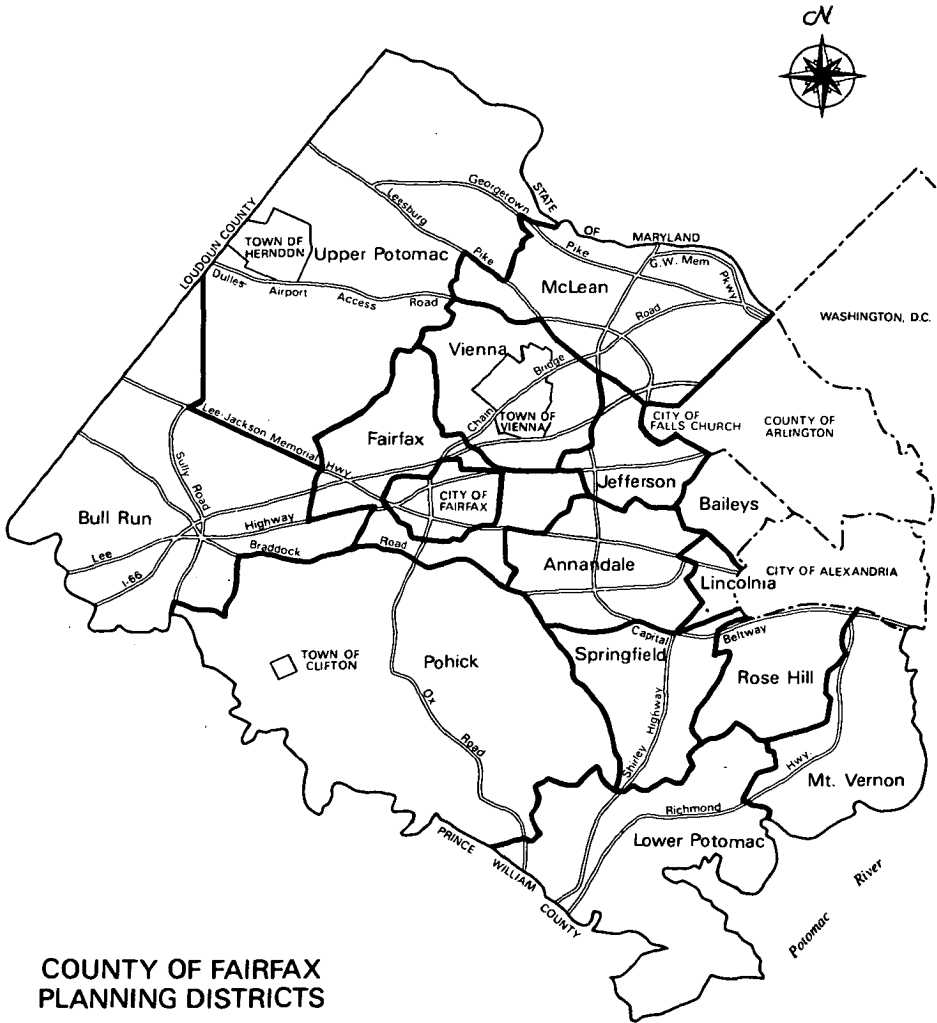 N
Georgetown
STATE
OF
MARYLAND
Leesburg
Pike
Pike
G.W. Mem
Pkwy
LOUDOUN COUNTY
TOWN OF
HERNDON
Upper Potomac
McLean
Dulles
Airport
Access
Road
Road
WASHINGTON, D.C.
Vienna
Bridge
Chain
TOWN OF
VIENNA
CITY OF
FALLS CHURCH
COUNTY OF
ARLINGTON
Lee-Jackson Memorial
Hwy
Fairfax
Sully
Road
CITY OF
FAIRFAX
Jefferson
Baileys
Bull Run
Highway
Lee
Braddock
Road
I-66
Annandale
Lincolnia
CITY OF ALEXANDRIA
Capital
Beltway
TOWN OF
CLIFTON
Pohick
Springfield
Rose Hill
Ox
Road
Shirley
Highway
Hwy.
Mt. Vernon
Richmond
Lower Potomac
PRINCE
WILLIAM
COUNTY
Potomac
River
COUNTY OF FAIRFAX
PLANNING DISTRICTS